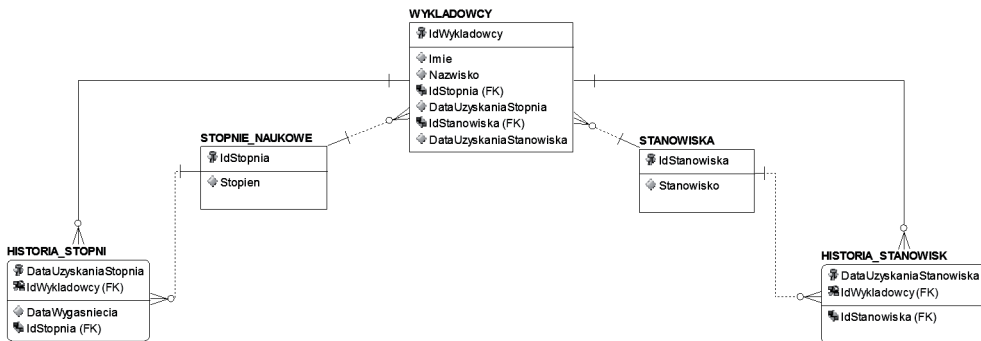 WYKLADOWCY
IdWykladowcy
Imie
Nazwisko
IdStopnia (FK)
DataUzyskaniaStopnia
IdStanowiska (FK)
DataUzyskaniaStanowiska
STOPNIE_NAUKOWE
IdStopnia
Stopien
STANOWISKA
IdStanowiska
Stanowisko
HISTORIA_STOPNI
DataUzyskaniaStopnia
IdWykladowcy (FK)
DataWygasniecia
IdStopnia (FK)
HISTORIA_STANOWISK
DataUzyskaniaStanowiska
IdWykladowcy (FK)
IdStanowiska (FK)